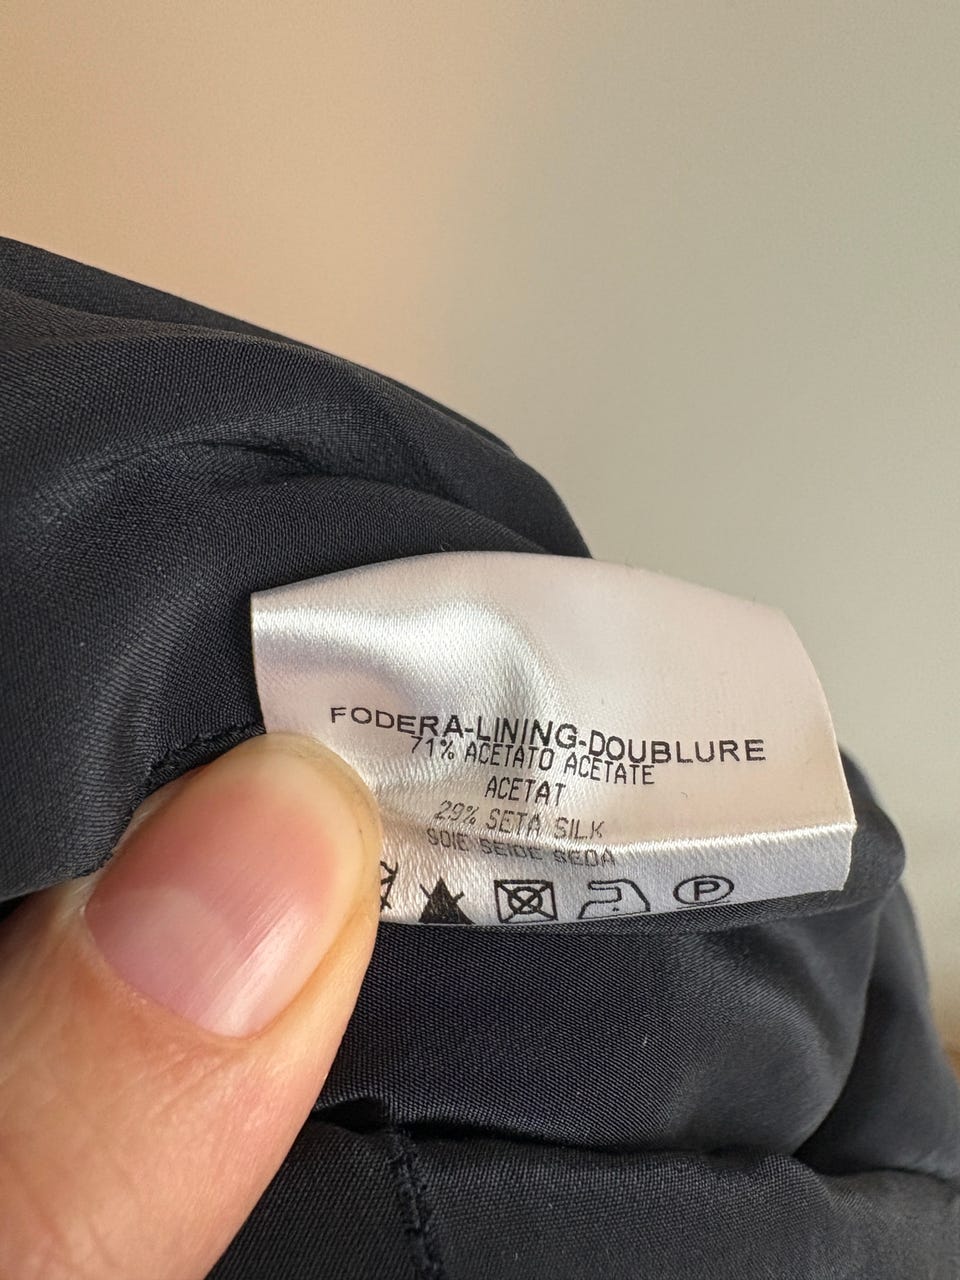 FODERA-LINING-DOUBLURE
71% ACETATO ACETATE
ACETAT
29% SETA SILK
SOIE SEIDE SEDA
P